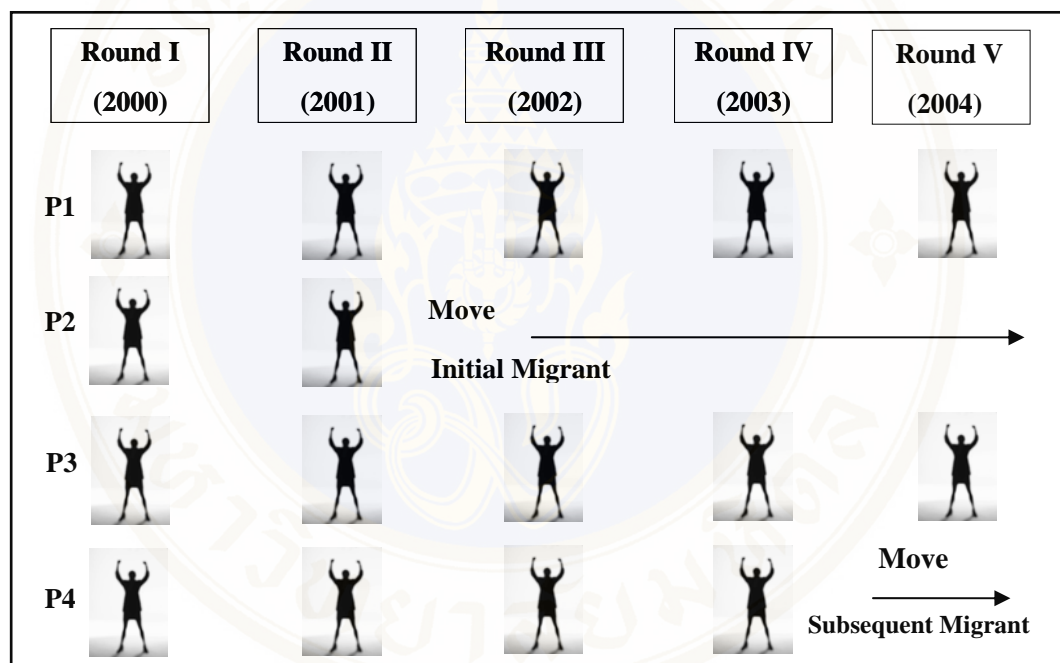 Round I
(2000)
Round II
(2001)
Round III
(2002)
Round IV
(2003)
Round V
(2004)
P1
P2
Move
Initial Migrant
P3
P4
Move
Subsequent Migrant